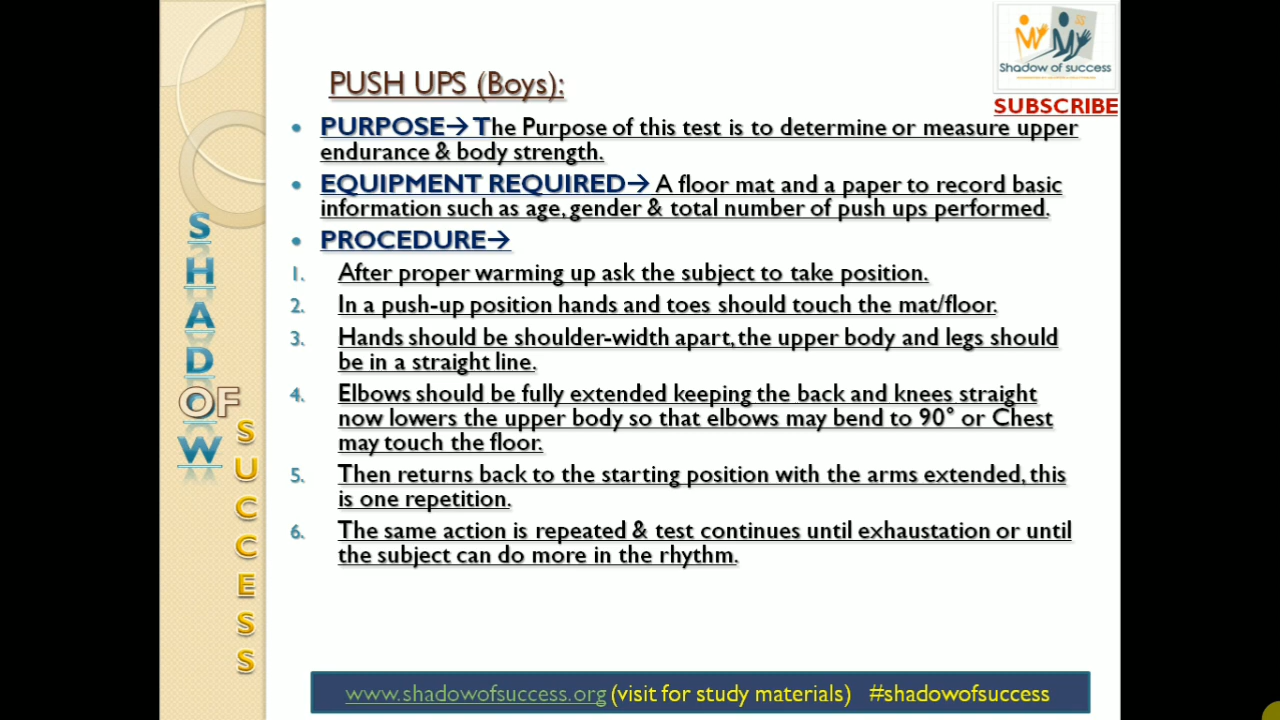 Shadow of success
SUBSCRIBE
PUSH UPS (Boys):
• PURPOSE→ The Purpose of this test is to determine or measure upper
endurance & body strength.
• EQUIPMENT REQUIRED→ A floor mat and a paper to record basic
information such as age, gender & total number of push ups performed.
• PROCEDURE→
1. After proper warming up ask the subject to take position.
2. In a push-up position hands and toes should touch the mat/floor.
3. Hands should be shoulder-width apart, the upper body and legs should
be in a straight line.
4. Elbows should be fully extended keeping the back and knees straight
now lowers the upper body so that elbows may bend to 90° or Chest
may touch the floor.
5. Then returns back to the starting position with the arms extended, this
is one repetition.
6. The same action is repeated & test continues until exhaustation or until
the subject can do more in the rhythm.
SHADOW
OF
SUCCESS
www.shadowofsuccess.org (visit for study materials) #shadowofsuccess